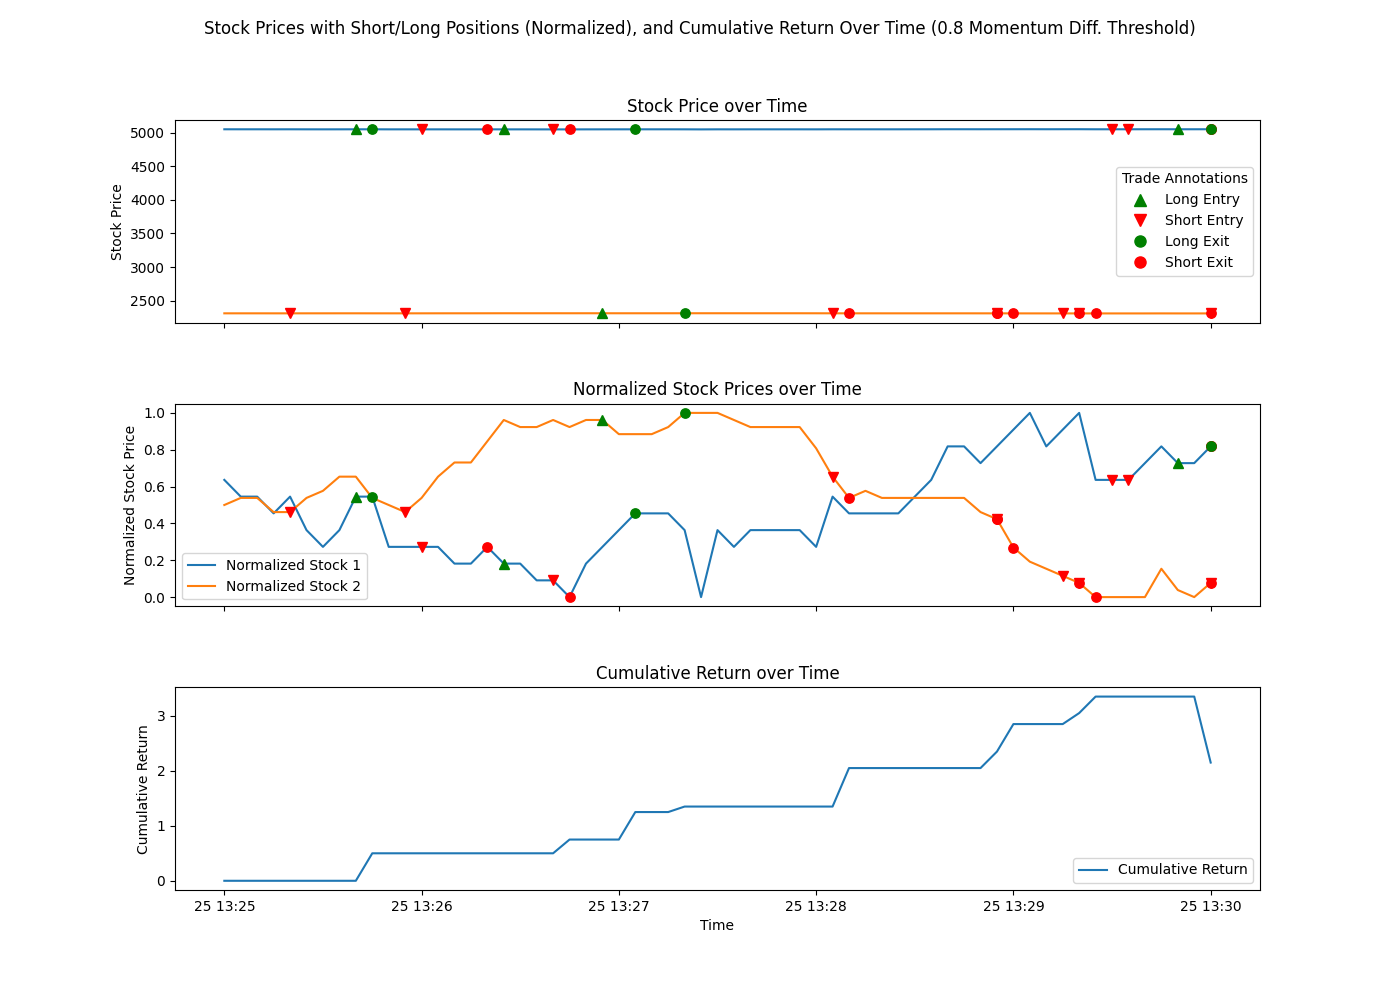 Stock Prices with Short/Long Positions (Normalized), and Cumulative Return Over Time (0.8 Momentum Diff. Threshold)
Stock Price over Time
Stock Price
5000
4500
4000
3500
3000
2500
Trade Annotations
Long Entry
Short Entry
Long Exit
Short Exit
Normalized Stock Prices over Time
Normalized Stock Price
1.0
0.8
0.6
0.4
0.2
0.0
Normalized Stock 1
Normalized Stock 2
Cumulative Return over Time
Cumulative Return
3
2
1
0
Cumulative Return
25 13:25
25 13:26
25 13:27
25 13:28
25 13:29
25 13:30
Time